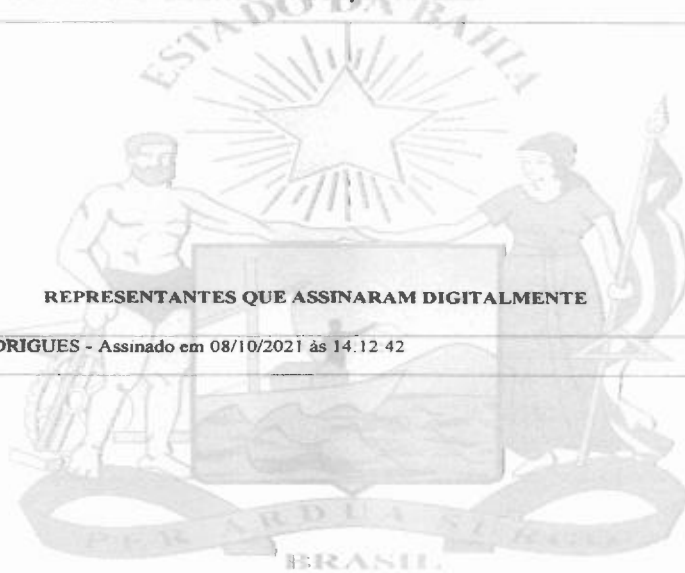 ESTADO DA BAHIA
REPRESENTANTES QUE ASSINARAM DIGITALMENTE
DRIGUES - Assinado em 08/10/2021 às 14:12:42
PER ARDUA SURGO
BRASIL